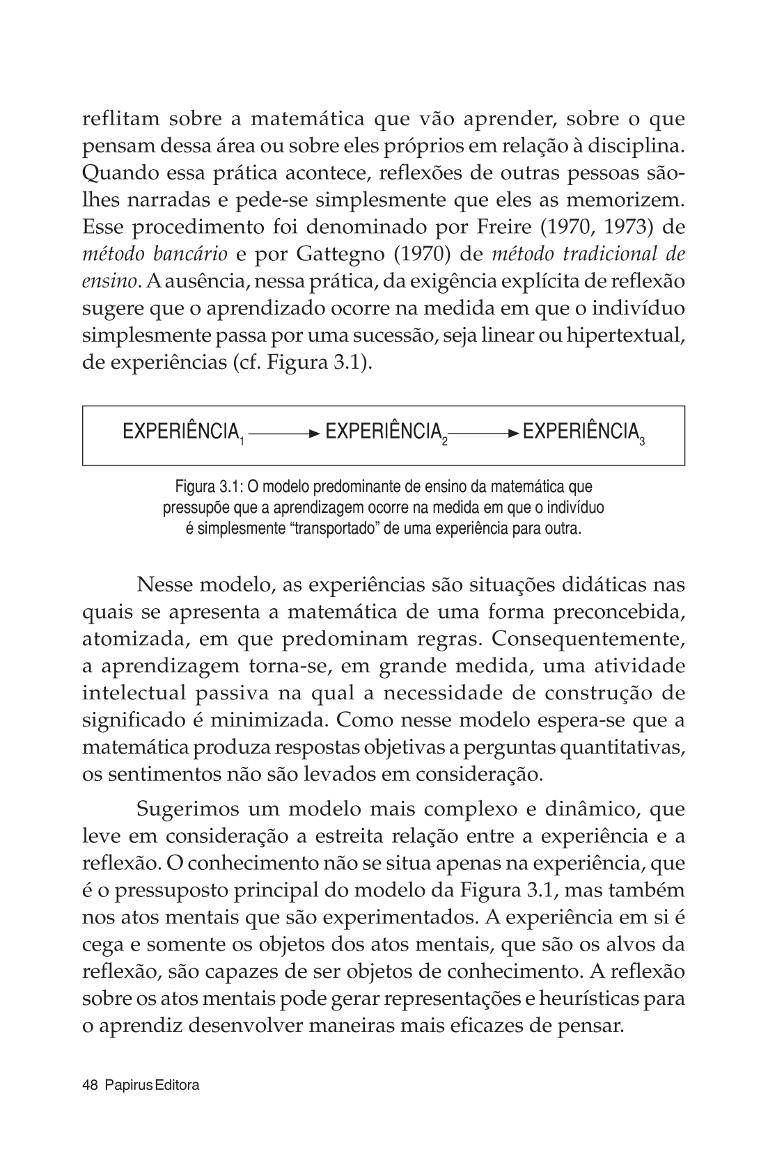 reflitam sobre a matemática que vão aprender, sobre o que
pensam dessa área ou sobre eles próprios em relação à disciplina.
Quando essa prática acontece, reflexões de outras pessoas são-
lhes narradas e pede-se simplesmente que eles as memorizem.
Esse procedimento foi denominado por Freire (1970, 1973) de
método bancário e por Gattegno (1970) de método tradicional de
ensino. A ausência, nessa prática, da exigência explícita de reflexão
sugere que o aprendizado ocorre na medida em que o indivíduo
simplesmente passa por uma sucessão, seja linear ou hipertextual,
de experiências (cf. Figura 3.1).
EXPERIÊNCIA₁ → EXPERIÊNCIA₂ → EXPERIÊNCIA₃
Figura 3.1: O modelo predominante de ensino da matemática que
pressupõe que a aprendizagem ocorre na medida em que o indivíduo
é simplesmente “transportado” de uma experiência para outra.
Nesse modelo, as experiências são situações didáticas nas
quais se apresenta a matemática de uma forma preconcebida,
atomizada, em que predominam regras. Consequentemente,
a aprendizagem torna-se, em grande medida, uma atividade
intelectual passiva na qual a necessidade de construção de
significado é minimizada. Como nesse modelo espera-se que a
matemática produza respostas objetivas a perguntas quantitativas,
os sentimentos não são levados em consideração.
Sugerimos um modelo mais complexo e dinâmico, que
leve em consideração a estreita relação entre a experiência e a
reflexão. O conhecimento não se situa apenas na experiência, que
é o pressuposto principal do modelo da Figura 3.1, mas também
nos atos mentais que são experimentados. A experiência em si é
cega e somente os objetos dos atos mentais, que são os alvos da
reflexão, são capazes de ser objetos de conhecimento. A reflexão
sobre os atos mentais pode gerar representações e heurísticas para
o aprendiz desenvolver maneiras mais eficazes de pensar.
48 Papirus Editora